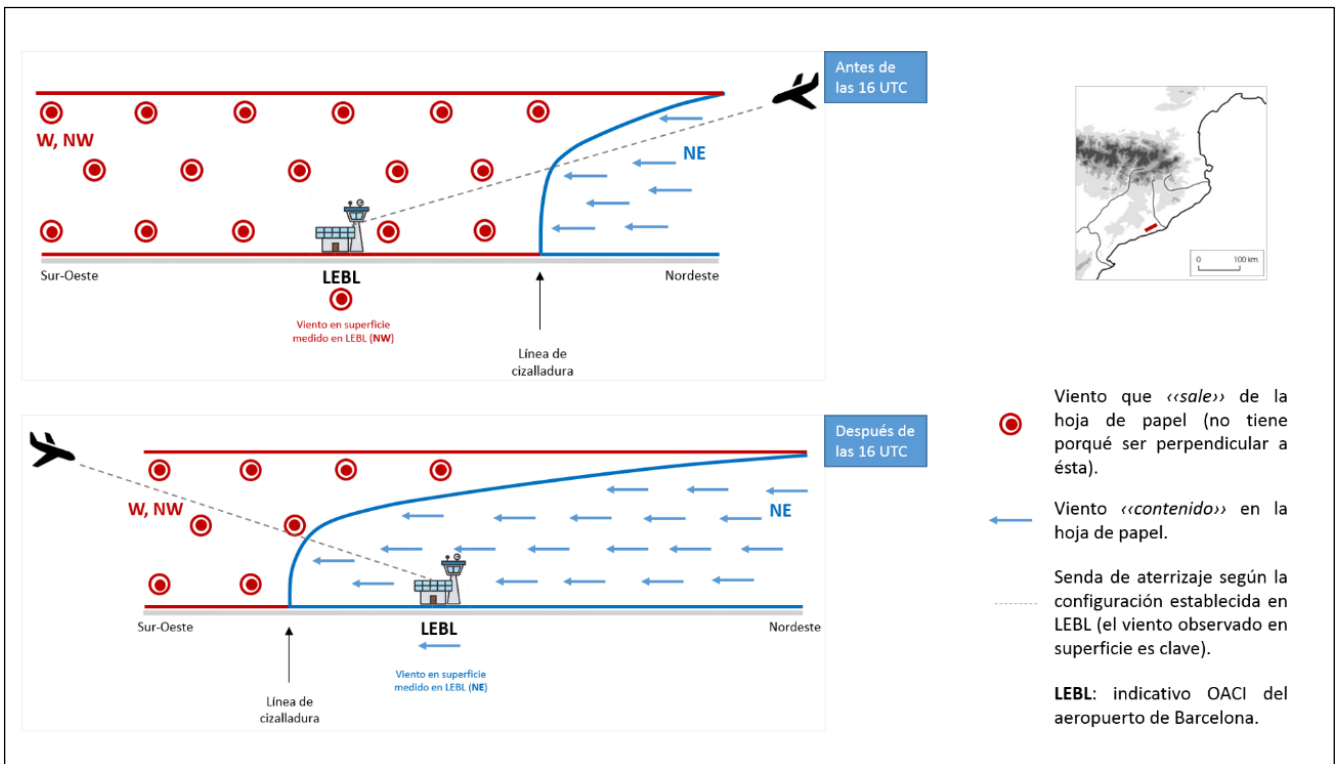 Antes de
las 16 UTC
W, NW
NE
Sur-Oeste
LEBL
Nordeste
Viento en superficie
medido en LEBL (NW)
Línea de
cizalladura
0 100 km
Después de
las 16 UTC
W, NW
NE
Sur-Oeste
LEBL
Nordeste
Viento en superficie
medido en LEBL (NE)
Línea de
cizalladura
Viento que ‹‹sale›› de la
hoja de papel (no tiene
porqué ser perpendicular a
ésta).
Viento ‹‹contenido›› en la
hoja de papel.
Senda de aterrizaje según la
configuración establecida en
LEBL (el viento observado en
superficie es clave).
LEBL: indicativo OACI del
aeropuerto de Barcelona.